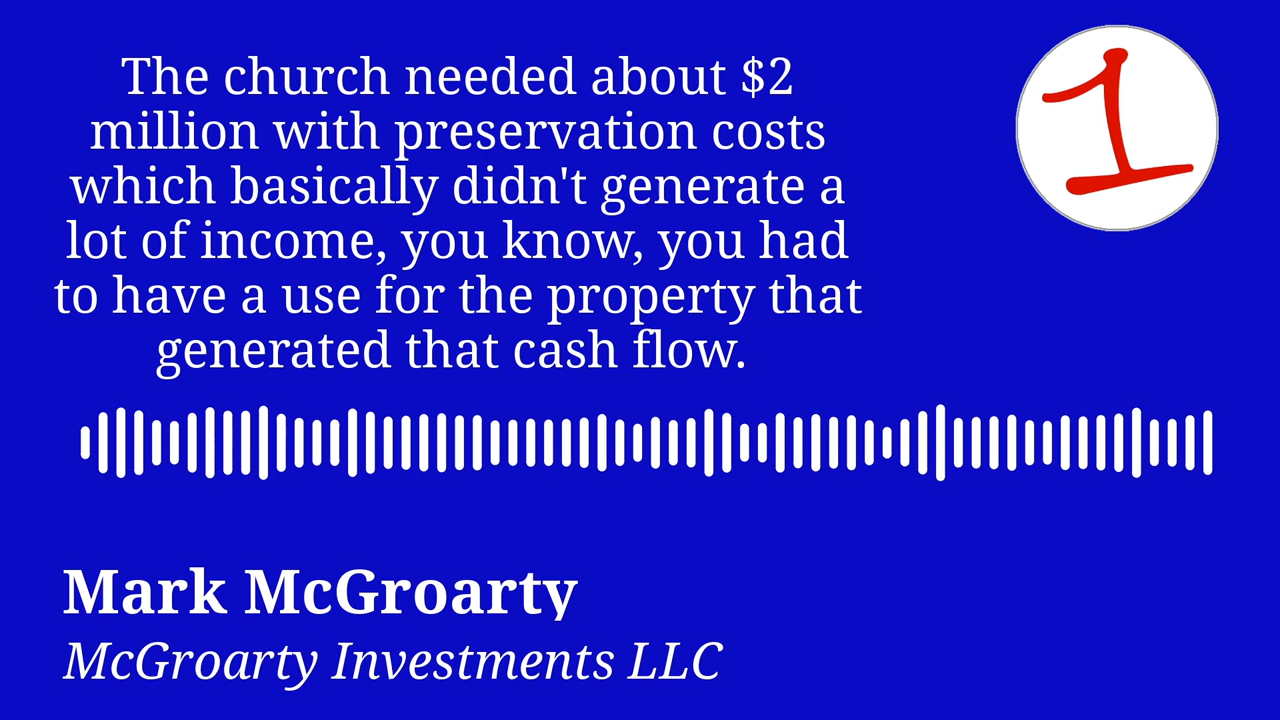 The church needed about $2
million with preservation costs
which basically didn't generate a
lot of income, you know, you had
to have a use for the property that
generated that cash flow.
1
Mark McGroarty
McGroarty Investments LLC